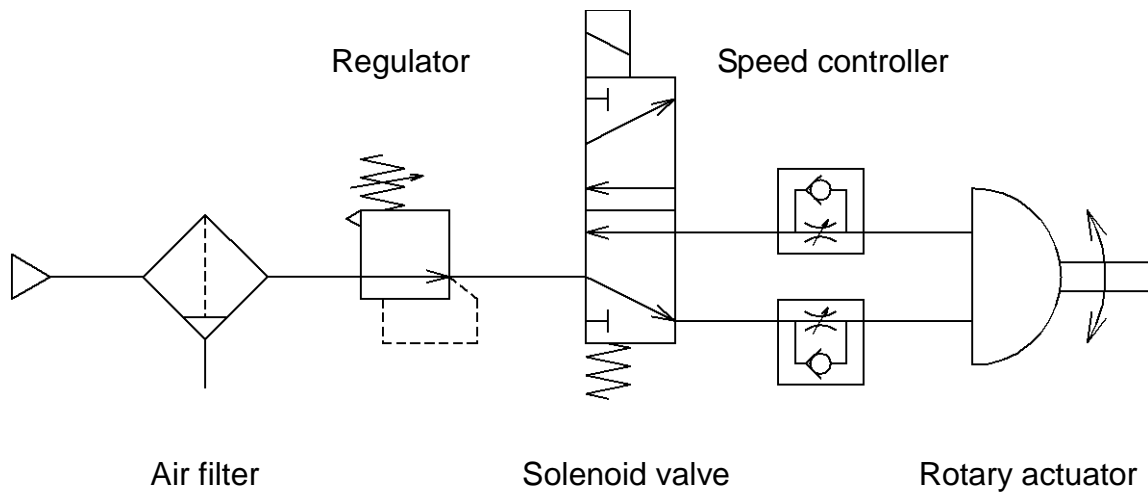 Regulator
Speed controller
Air filter
Solenoid valve
Rotary actuator